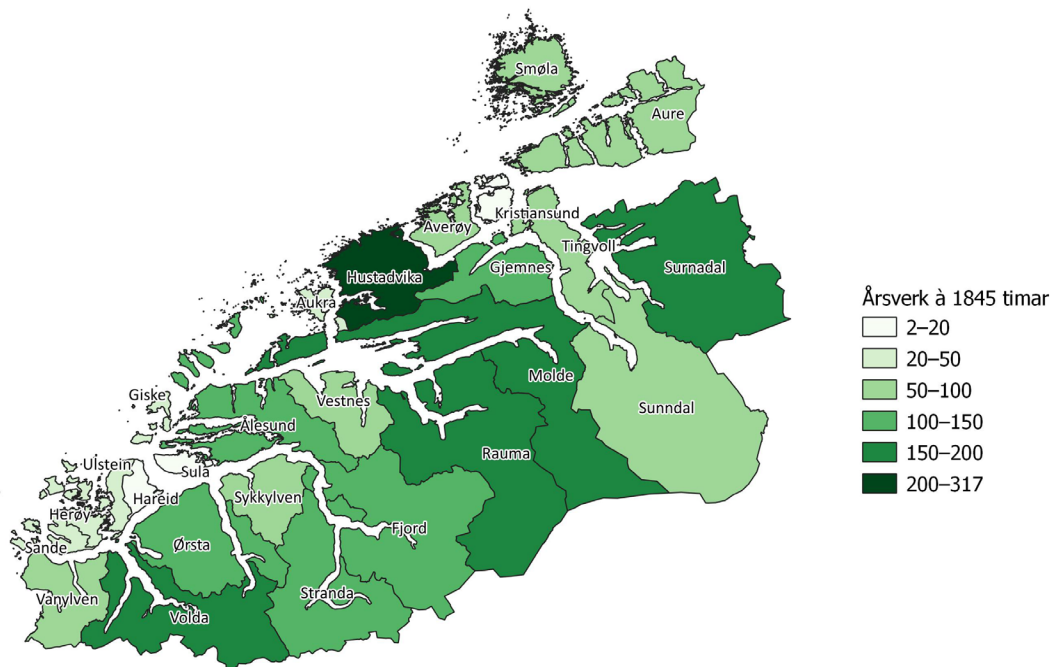 Smøla
Aure
Kristiansund
Averøy
Tingvoll
Gjemnes
Surnadal
Hustadvika
Aukra
Årsverk à 1845 timar
2–20
20–50
50–100
100–150
150–200
200–317
Molde
Giske
Vestnes
Sunndal
Ålesund
Rauma
Ulstein
Sula
Hareid
Sykkylven
Herøy
Fjord
Sande
Ørsta
Stranda
Vanylven
Volda